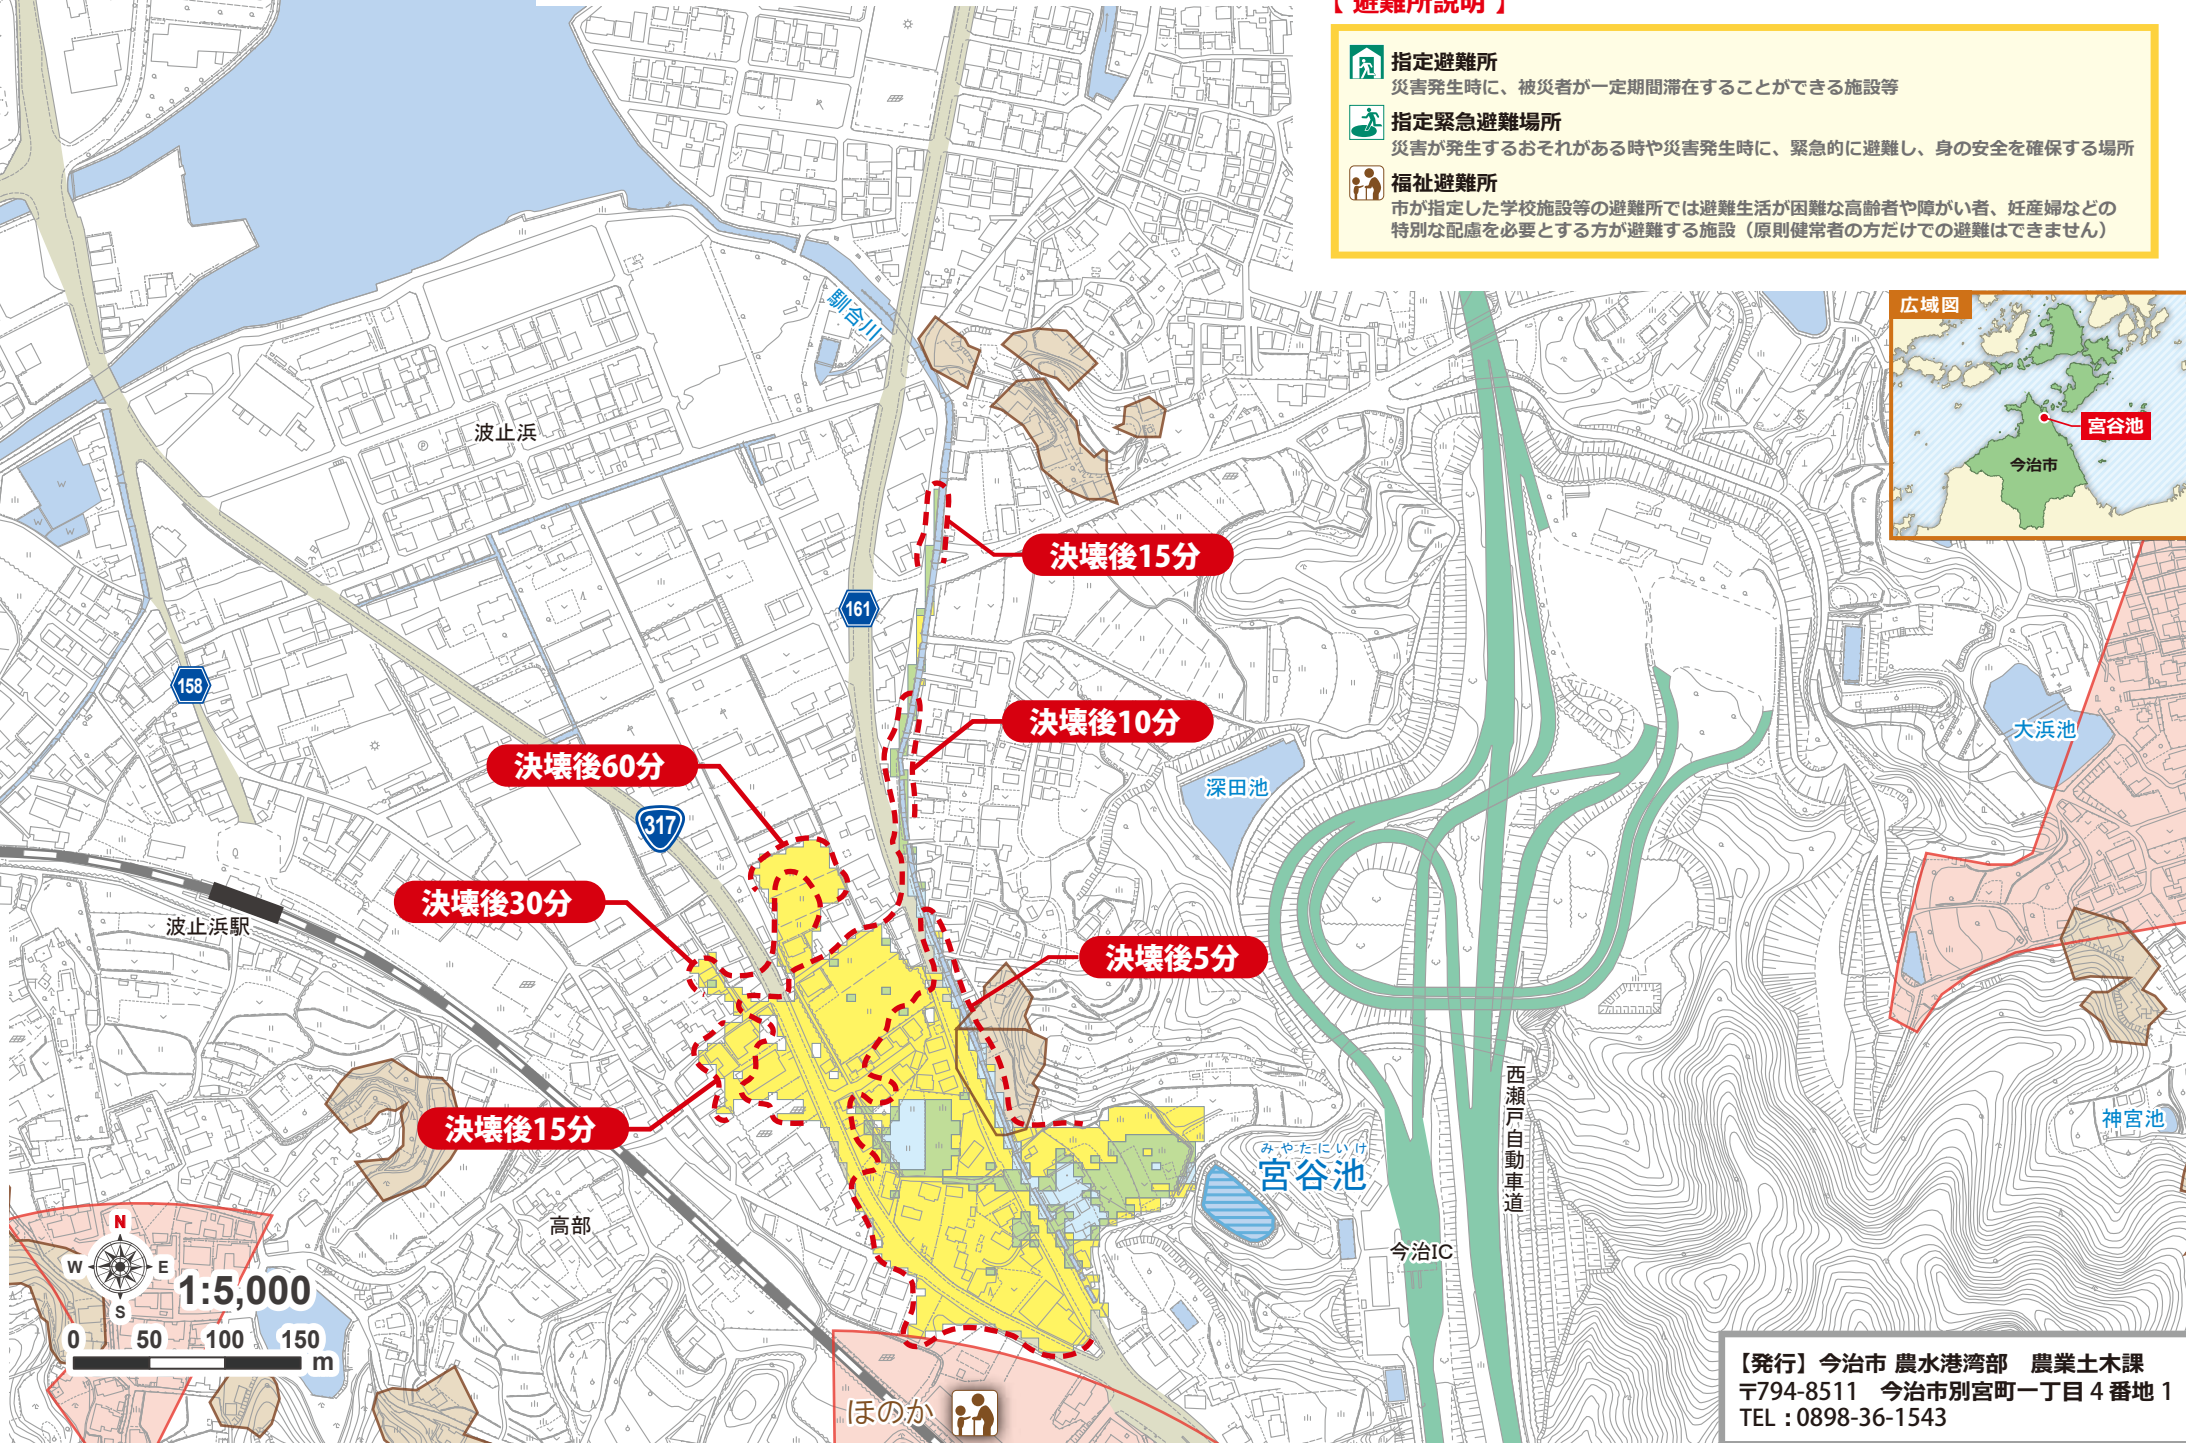 【 避難所説明 】
指定避難所
災害発生時に、被災者が一定期間滞在することができる施設等
指定緊急避難場所
災害が発生するおそれがある時や災害発生時に、緊急的に避難し、身の安全を確保する場所
福祉避難所
市が指定した学校施設等の避難所では避難生活が困難な高齢者や障がい者、妊産婦などの
特別な配慮を必要とする方が避難する施設（原則健常者の方だけでの避難はできません）
広域図
宮谷池
今治市
馴合川
波止浜
決壊後15分
161
158
決壊後10分
決壊後60分
317
深田池
大浜池
決壊後30分
波止浜駅
決壊後5分
決壊後15分
西瀬戸自動車道
神宮池
みやたにいけ
宮谷池
高部
今治IC
N
W
E
S
1:5,000
0 50 100 150
m
ほのか
【発行】今治市 農水港湾部 農業土木課
〒794-8511 今治市別宮町一丁目４番地１
TEL：0898-36-1543